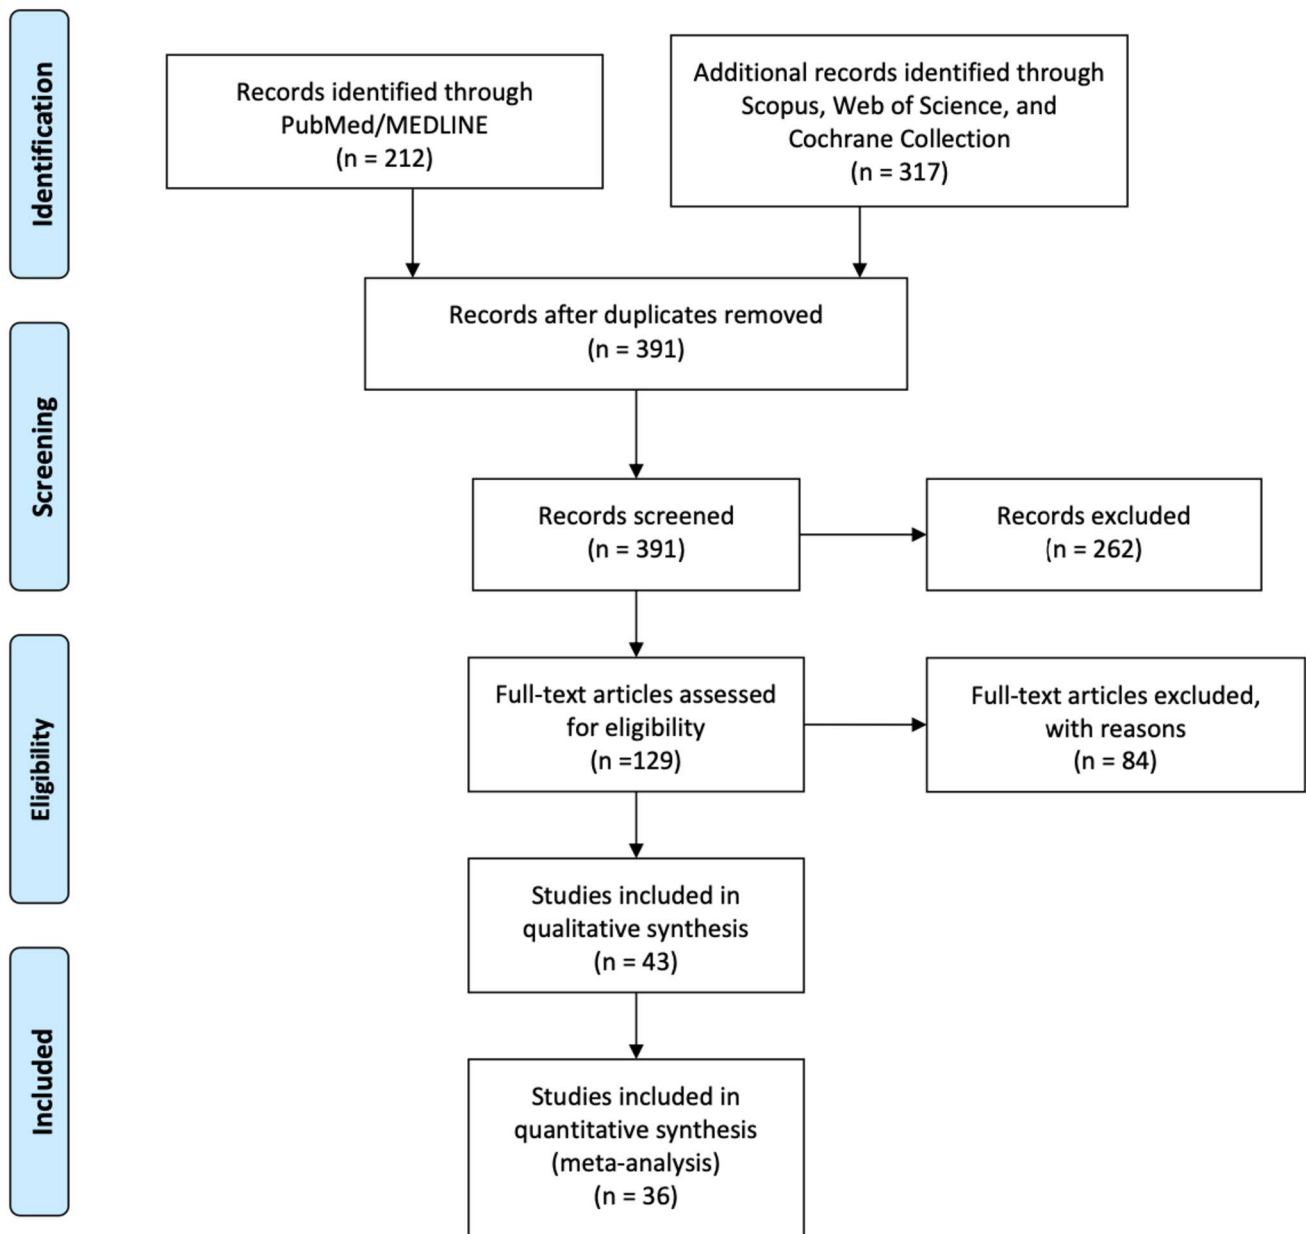 Identification
Records identified through
PubMed/MEDLINE
(n = 212)
Additional records identified through
Scopus, Web of Science, and
Cochrane Collection
(n = 317)
Records after duplicates removed
(n = 391)
Screening
Records screened
(n = 391)
Records excluded
(n = 262)
Eligibility
Full-text articles assessed
for eligibility
(n =129)
Full-text articles excluded,
with reasons
(n = 84)
Studies included in
qualitative synthesis
(n = 43)
Included
Studies included in
quantitative synthesis
(meta-analysis)
(n = 36)